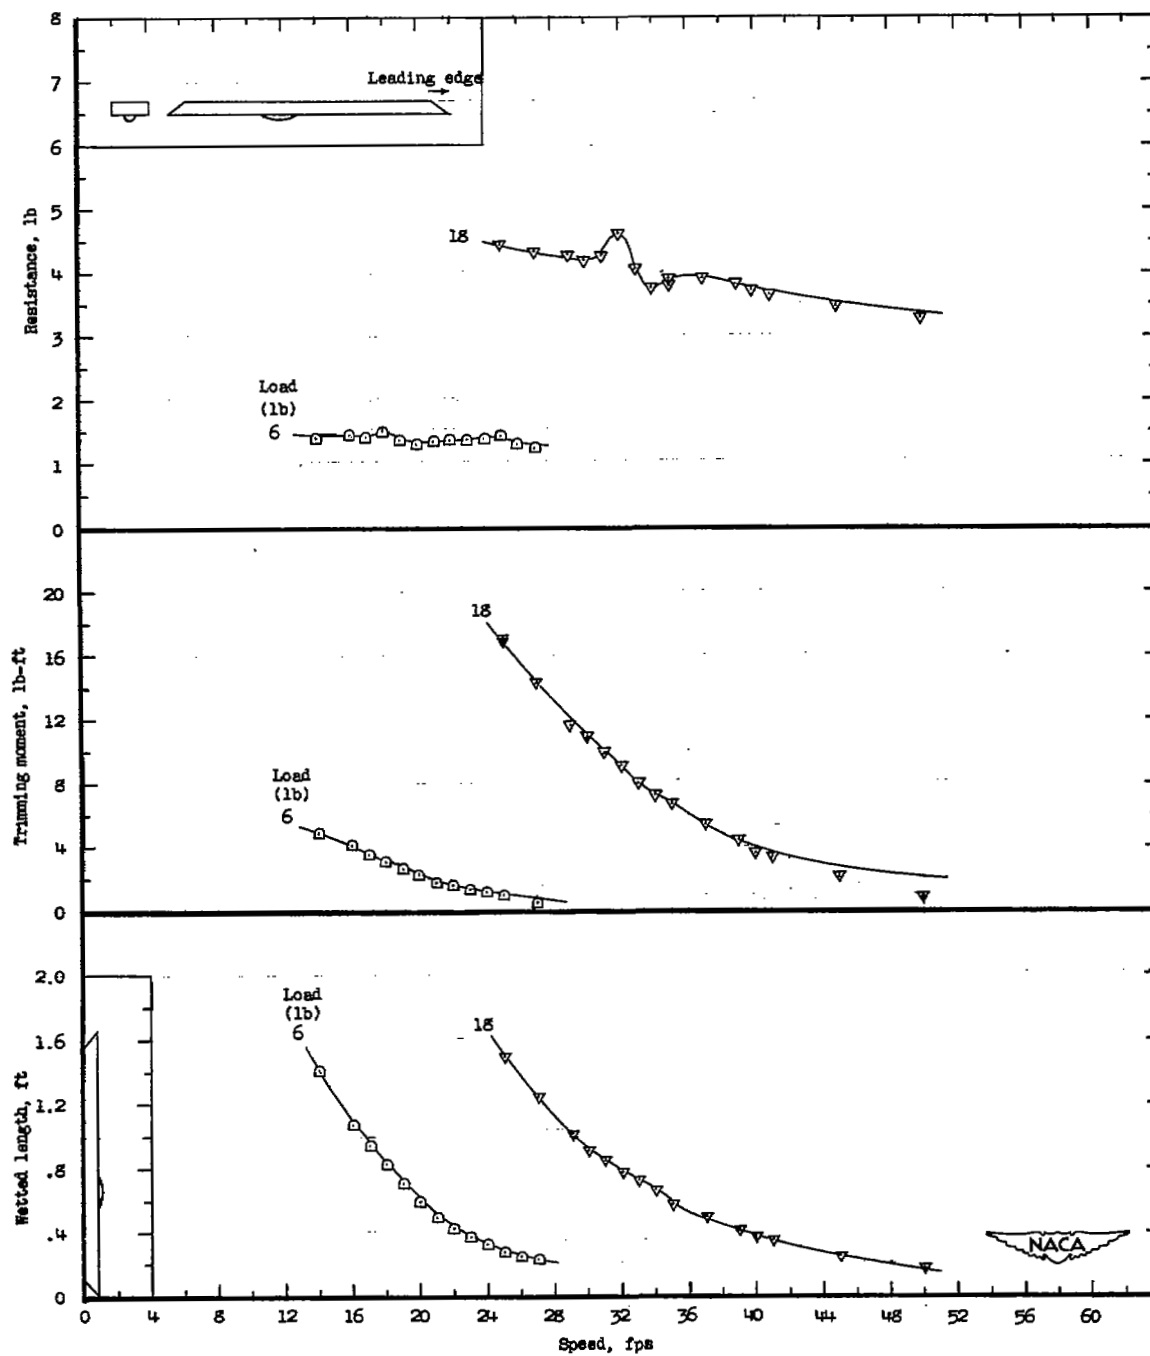 8
7
Leading edge
6
5
18
4
Resistance, lb
3
Load
2
(lb)
6
1
0
20
18
16
Trimming moment, lb-ft
12
Load
8
(lb)
6
4
0
2.0
Load
(lb)
18
6
1.6
1.2
Wetted length, ft
.8
.4
NACA
0
0 4 8 12 16 20 24 28 32 36 40 44 48 52 56 60
Speed, fps